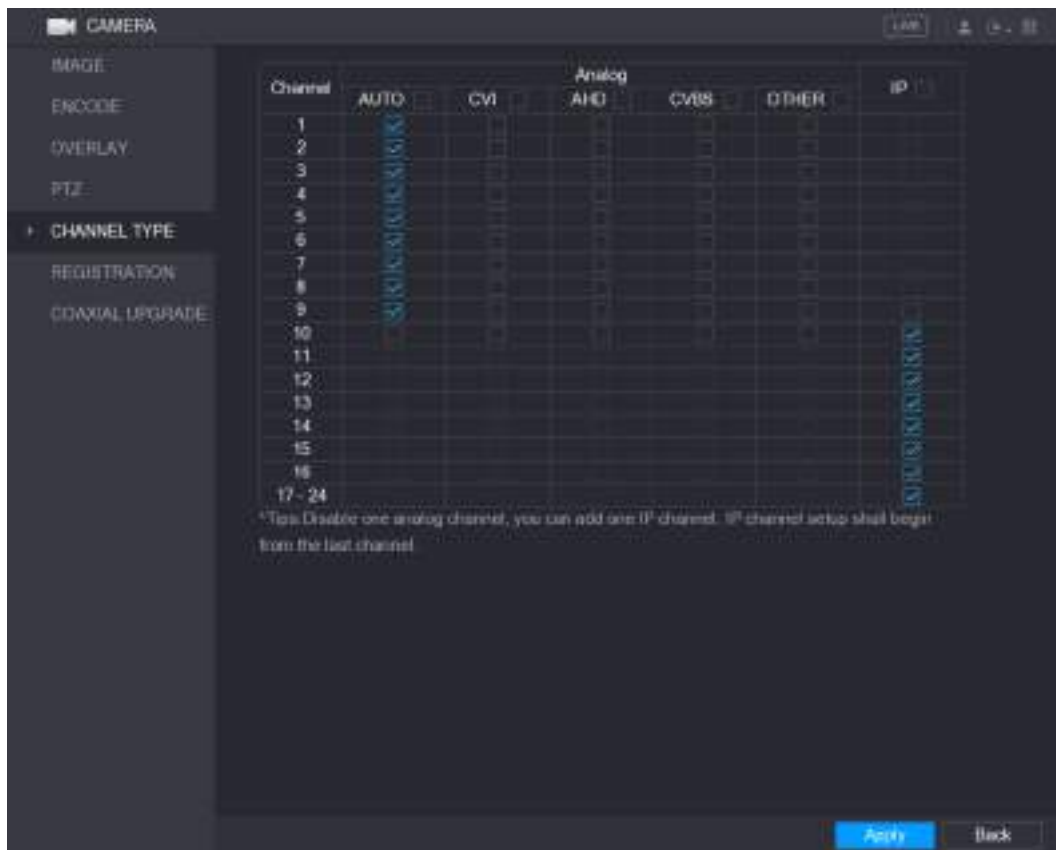 CAMERA
LIVE
IMAGE
ENCODE
OVERLAY
PTZ
CHANNEL TYPE
REGISTRATION
COAXIAL UPGRADE
Channel
Analog
IP
AUTO CVI AHD CVBS OTHER
1
2
3
4
5
6
7
8
9
10
11
12
13
14
15
16
17 - 24
*Tips:Disable one analog channel, you can add one IP channel. IP channel setup shall begin
from the last channel.
Apply Back